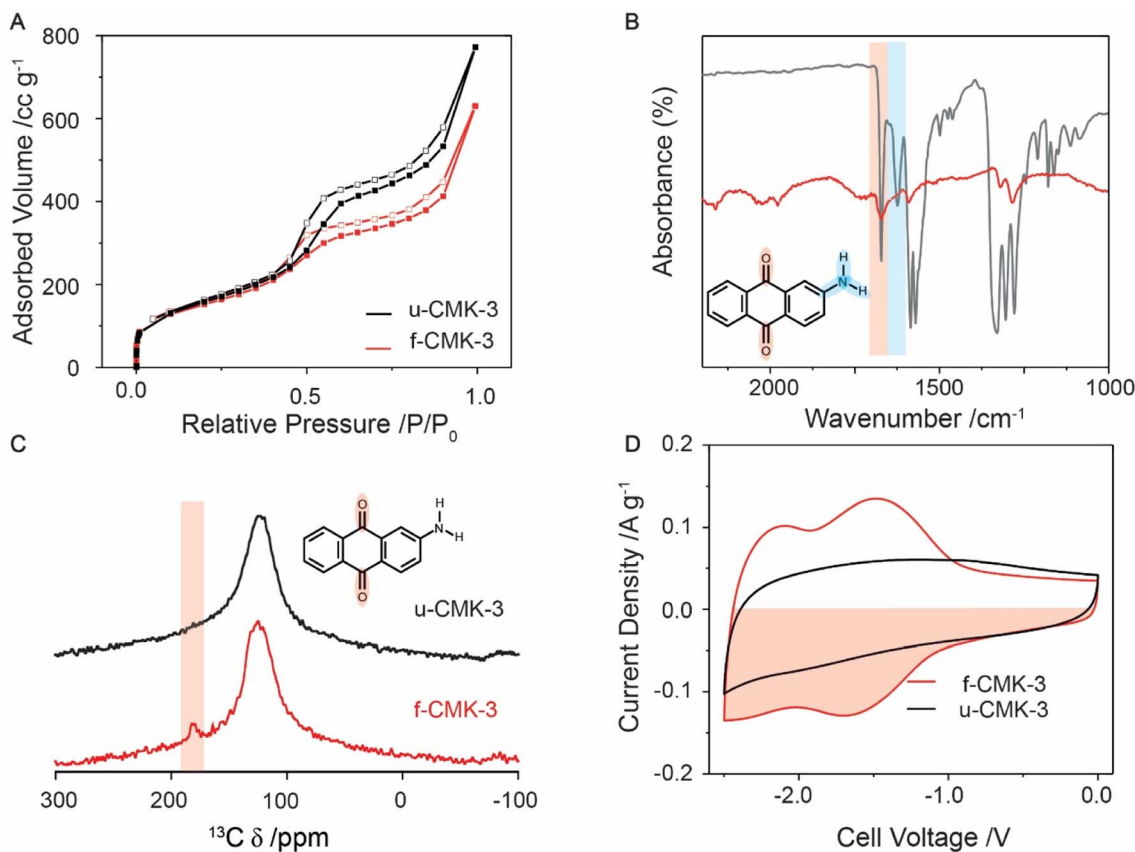 A
Adsorbed Volume /cc g⁻¹
800
600
400
200
0
u-CMK-3
f-CMK-3
0.0 0.5 1.0
Relative Pressure /P/P₀
B
Absorbance (%)
O
O
H
N
H
2000 1500 1000
Wavenumber /cm⁻¹
C
O
O
H
N
H
u-CMK-3
f-CMK-3
300 200 100 0 -100
¹³C δ /ppm
D
Current Density /A g⁻¹
0.2
0.1
0.0
-0.1
-0.2
f-CMK-3
u-CMK-3
-2.0 -1.0 0.0
Cell Voltage /V